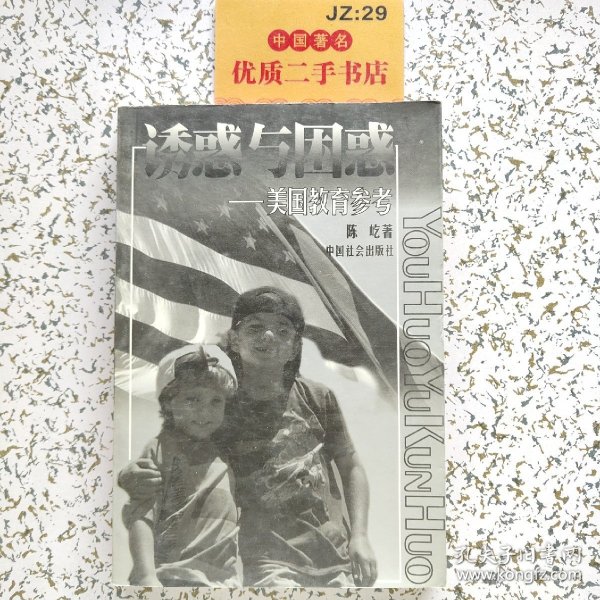 JZ:29
中国著名
优质二手书店
诱惑与困惑
——美国教育参考
陈 屹著
中国社会出版社
YouHuoYuKunHuo
孔夫子旧书网
www.kongfz.com